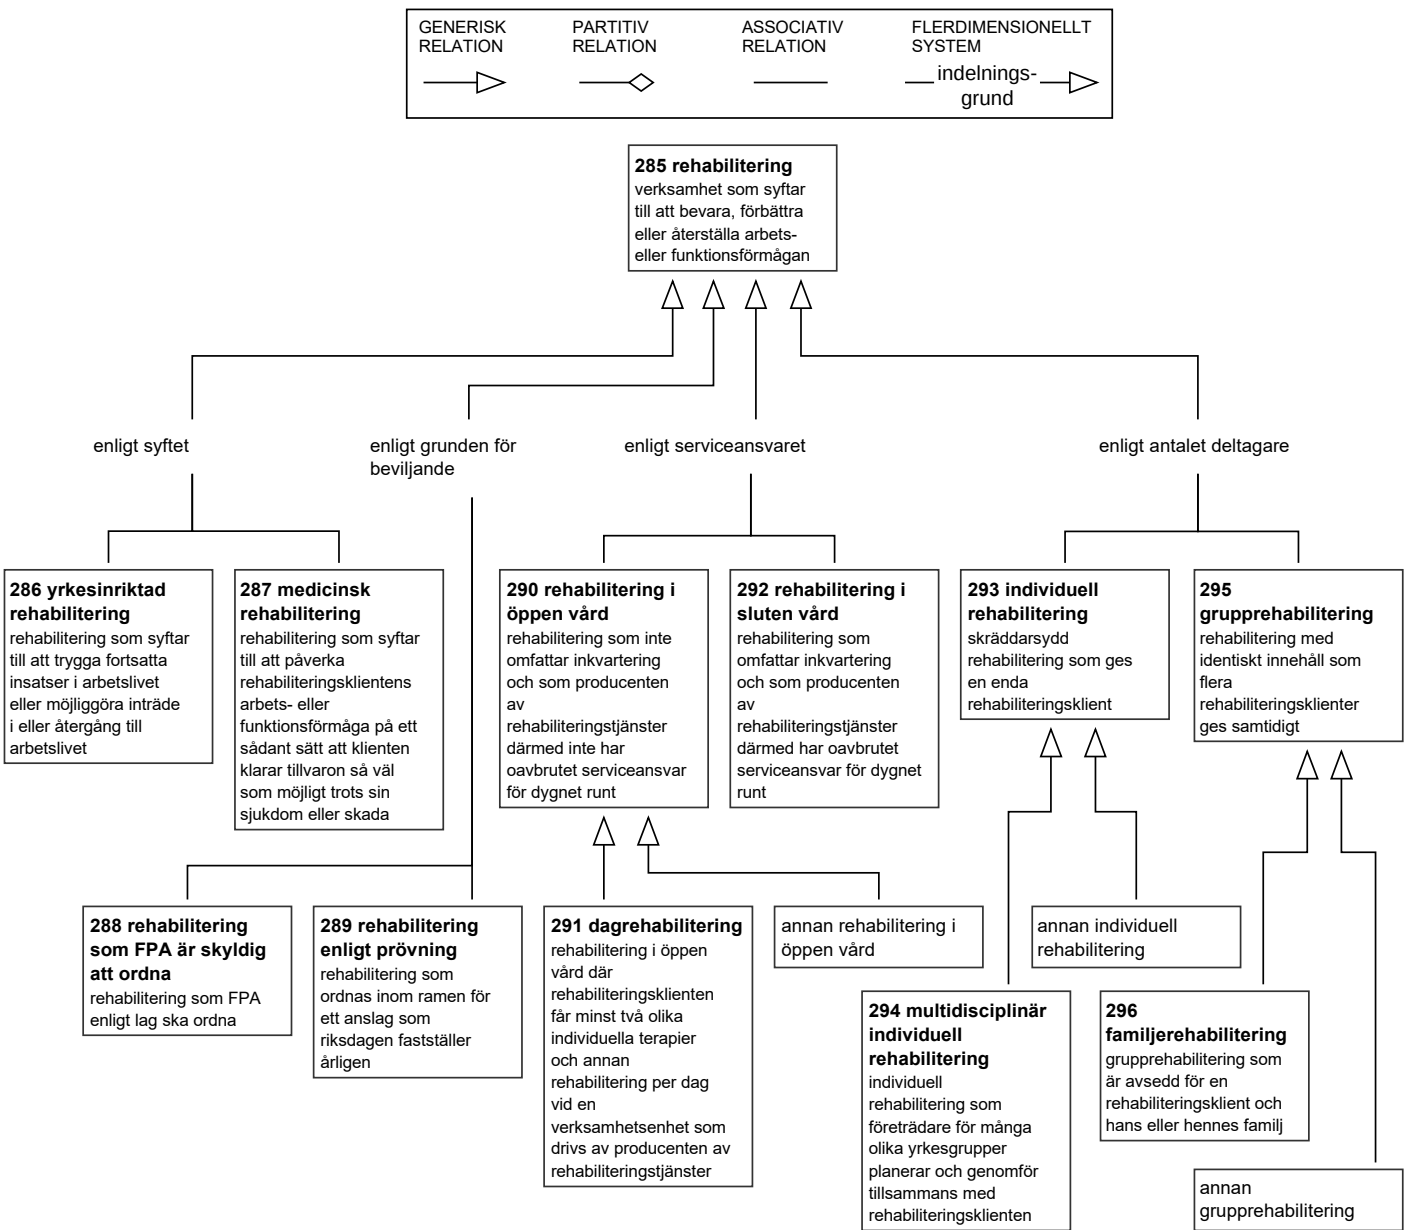 GENERISK
RELATION
PARTITIV
RELATION
ASSOCIATIV
RELATION
FLERDIMENSIONELLT
SYSTEM
indelnings-
grund
285 rehabilitering
verksamhet som syftar
till att bevara, förbättra
eller återställa arbets-
eller funktionsförmågan
enligt syftet
enligt grunden för
beviljande
enligt serviceansvaret
enligt antalet deltagare
286 yrkesinriktad
rehabilitering
rehabilitering som syftar
till att trygga fortsatta
insatser i arbetslivet
eller möjliggöra inträde
i eller återgång till
arbetslivet
287 medicinsk
rehabilitering
rehabilitering som syftar
till att påverka
rehabiliteringsklientens
arbets- eller
funktionsförmåga på ett
sådant sätt att klienten
klarar tillvaron så väl
som möjligt trots sin
sjukdom eller skada
290 rehabilitering i
öppen vård
rehabilitering som inte
omfattar inkvartering
och som producenten
av
rehabiliteringstjänster
därmed inte har
oavbrutet serviceansvar
för dygnet runt
292 rehabilitering i
sluten vård
rehabilitering som
omfattar inkvartering
och som producenten
av
rehabiliteringstjänster
därmed har oavbrutet
serviceansvar för dygnet
runt
293 individuell
rehabilitering
skräddarsydd
rehabilitering som ges
en enda
rehabiliteringsklient
295
grupprehabilitering
rehabilitering med
identiskt innehåll som
flera
rehabiliteringsklienter
ges samtidigt
288 rehabilitering
som FPA är skyldig
att ordna
rehabilitering som FPA
enligt lag ska ordna
289 rehabilitering
enligt prövning
rehabilitering som
ordnas inom ramen för
ett anslag som
riksdagen fastställer
årligen
291 dagrehabilitering
rehabilitering i öppen
vård där
rehabiliteringsklienten
får minst två olika
individuella terapier
och annan
rehabilitering per dag
vid en
verksamhetsenhet som
drivs av producenten av
rehabiliteringstjänster
annan rehabilitering i
öppen vård
annan individuell
rehabilitering
294 multidisciplinär
individuell
rehabilitering
individuell
rehabilitering som
företrädare för många
olika yrkesgrupper
planerar och genomför
tillsammans med
rehabiliteringsklienten
296
familjerehabilitering
grupprehabilitering som
är avsedd för en
rehabiliteringsklient och
hans eller hennes familj
annan
grupprehabilitering